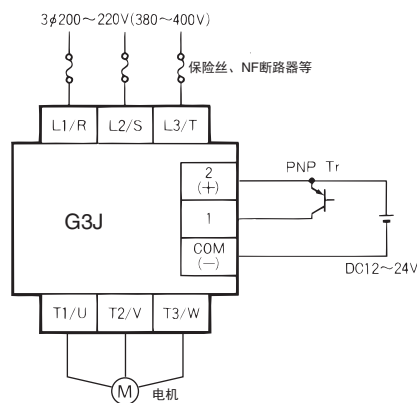 3φ200～220V(380～400V)
保险丝、NF断路器等
L1/R L2/S L3/T
2
(+)
PNP Tr
G3J
1
COM
(−)
DC12～24V
T1/U T2/V T3/W
M 电机